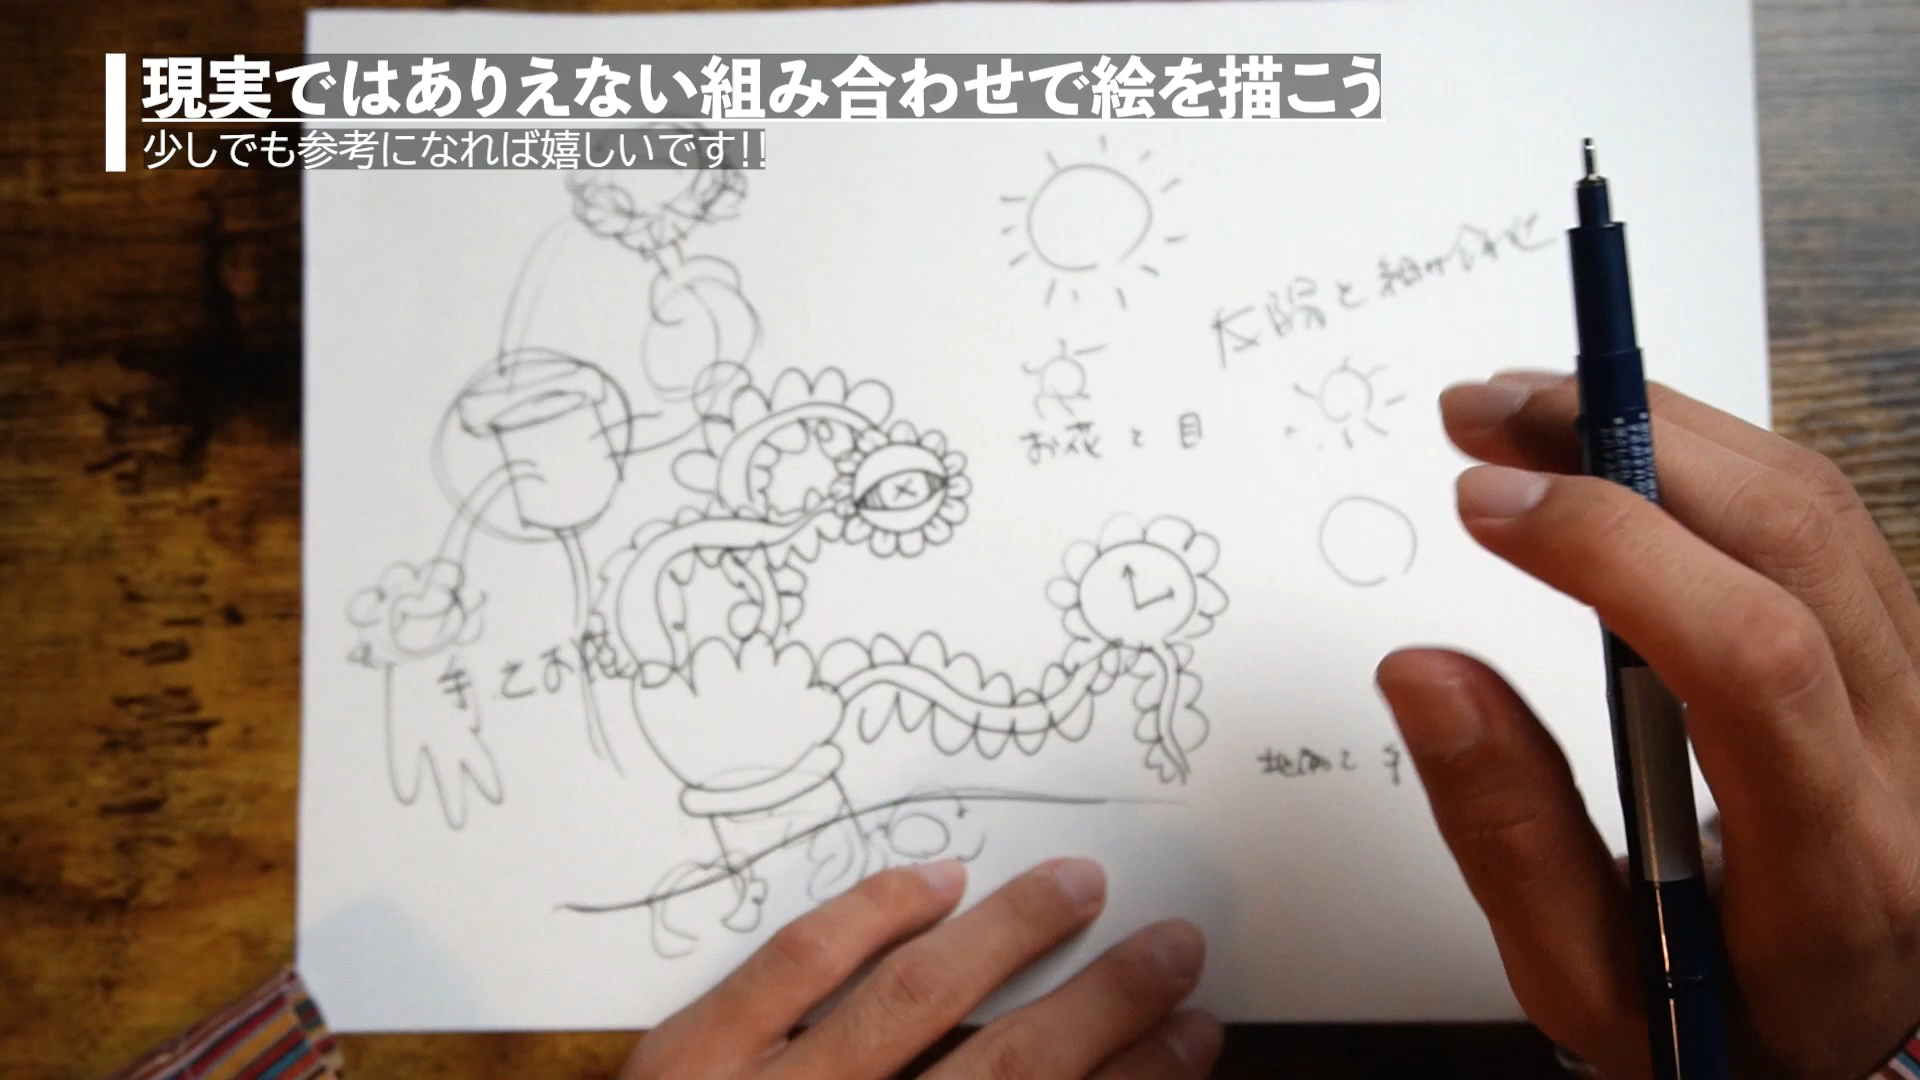 現実ではありえない組み合わせで絵を描こう
少しでも参考になれば嬉しいです!!
太陽と組み合わせ
お花と目
手とお花